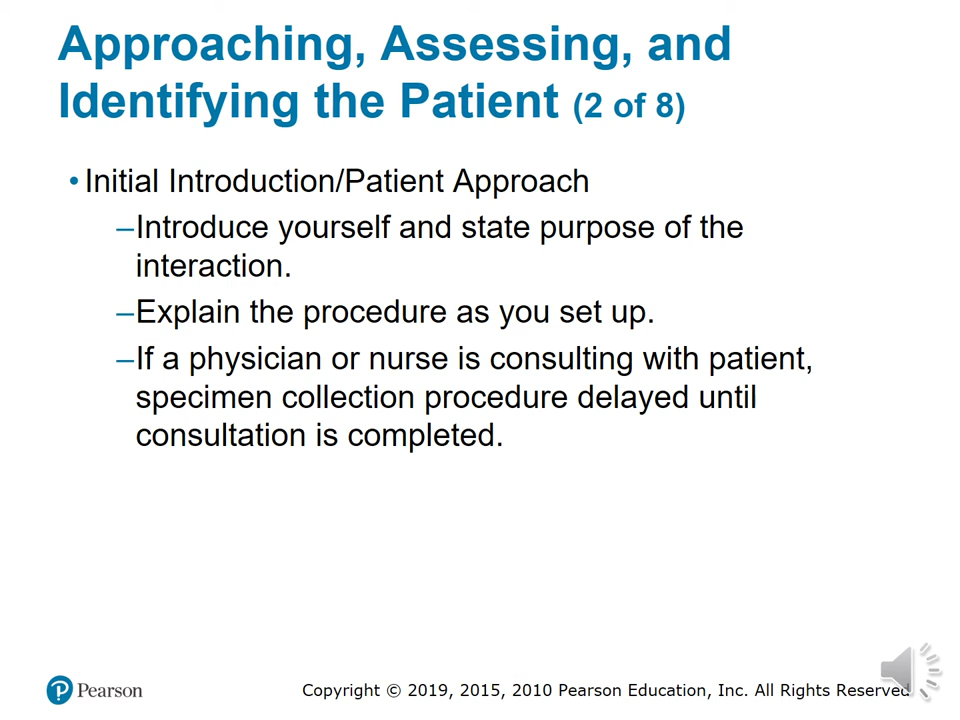 Approaching, Assessing, and
Identifying the Patient (2 of 8)
• Initial Introduction/Patient Approach
–Introduce yourself and state purpose of the
interaction.
–Explain the procedure as you set up.
–If a physician or nurse is consulting with patient,
specimen collection procedure delayed until
consultation is completed.
Pearson
Copyright © 2019, 2015, 2010 Pearson Education, Inc. All Rights Reserved